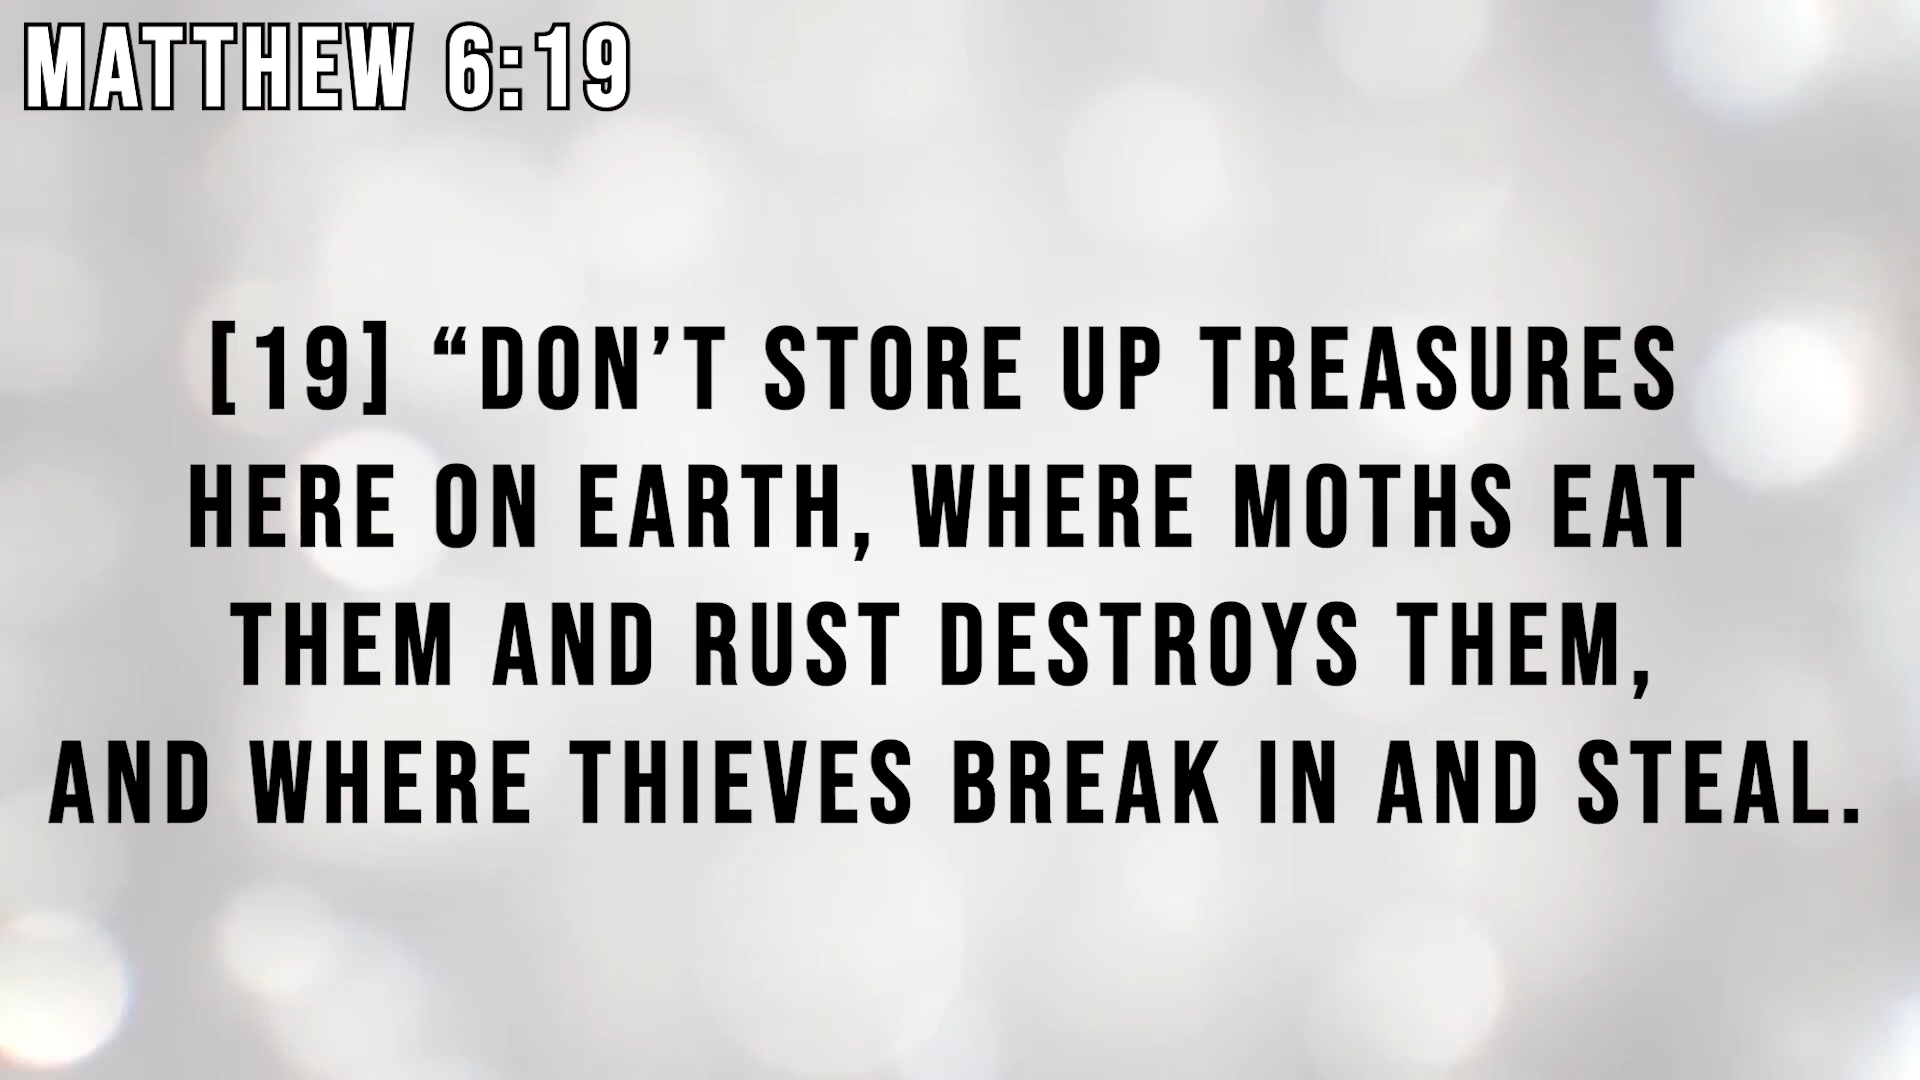 MATTHEW 6:19
[19] “DON’T STORE UP TREASURES
HERE ON EARTH, WHERE MOTHS EAT
THEM AND RUST DESTROYS THEM,
AND WHERE THIEVES BREAK IN AND STEAL.